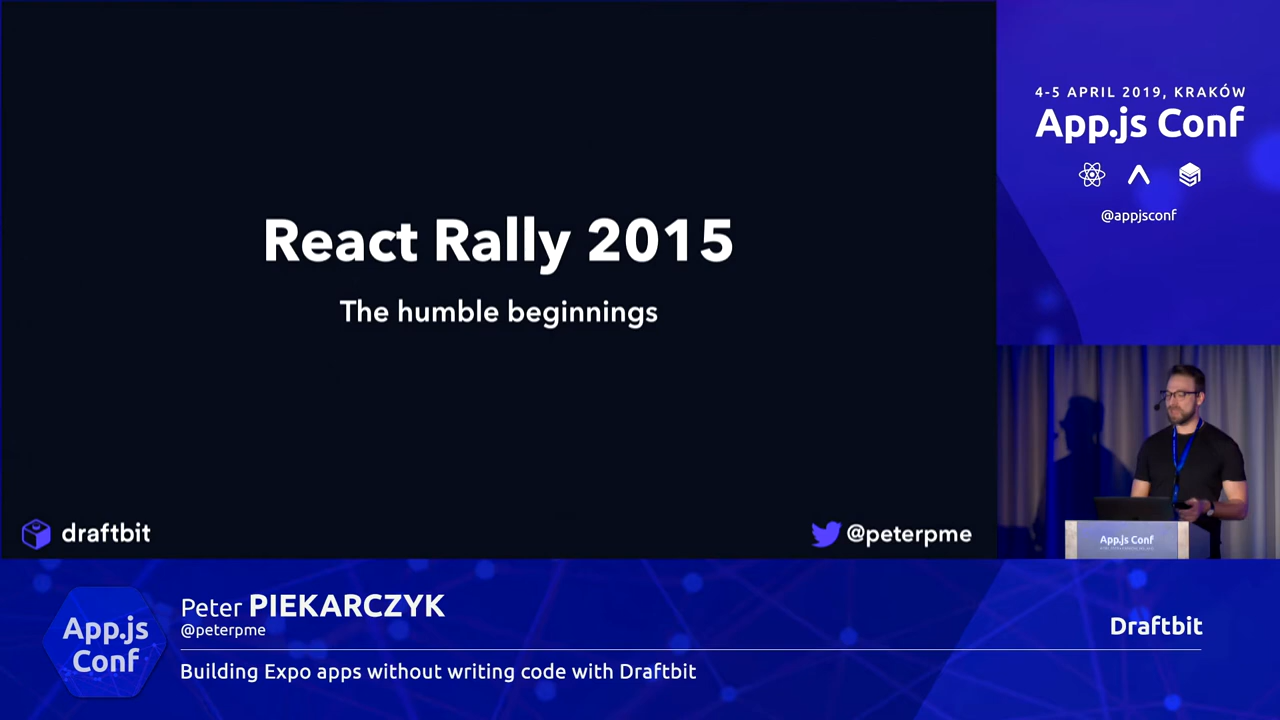 React Rally 2015
The humble beginnings
draftbit
@peterpme
4-5 APRIL 2019, KRAKÓW
App.js Conf
@appjsconf
App.js Conf
App.js
Conf
Peter PIEKARCZYK
@peterpme
Building Expo apps without writing code with Draftbit
Draftbit